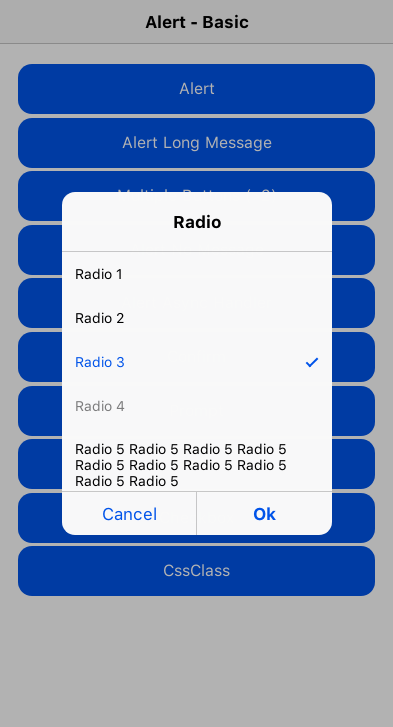 Alert - Basic
Alert
Alert Long Message
Radio
Radio 1
Radio 2
Radio 3
Radio 4
Radio 5 Radio 5 Radio 5 Radio 5
Radio 5 Radio 5 Radio 5 Radio 5
Radio 5 Radio 5
Cancel
Ok
CssClass